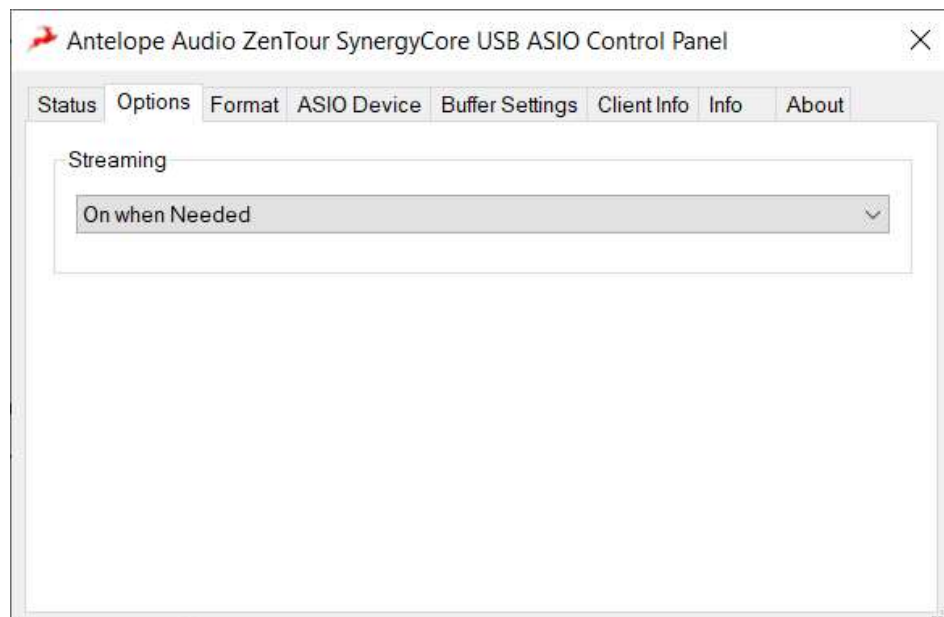 Antelope Audio ZenTour SynergyCore USB ASIO Control Panel
Status Options Format ASIO Device Buffer Settings Client Info Info About
Streaming
On when Needed